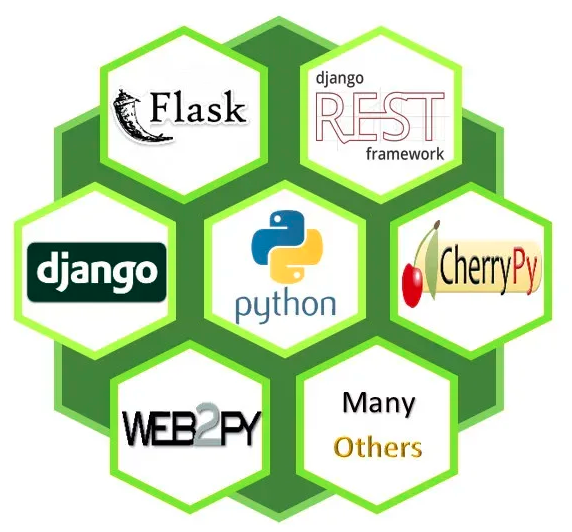 Flask
django
REST
framework
django
python
CherryPy
WEB2PY
Many
Others